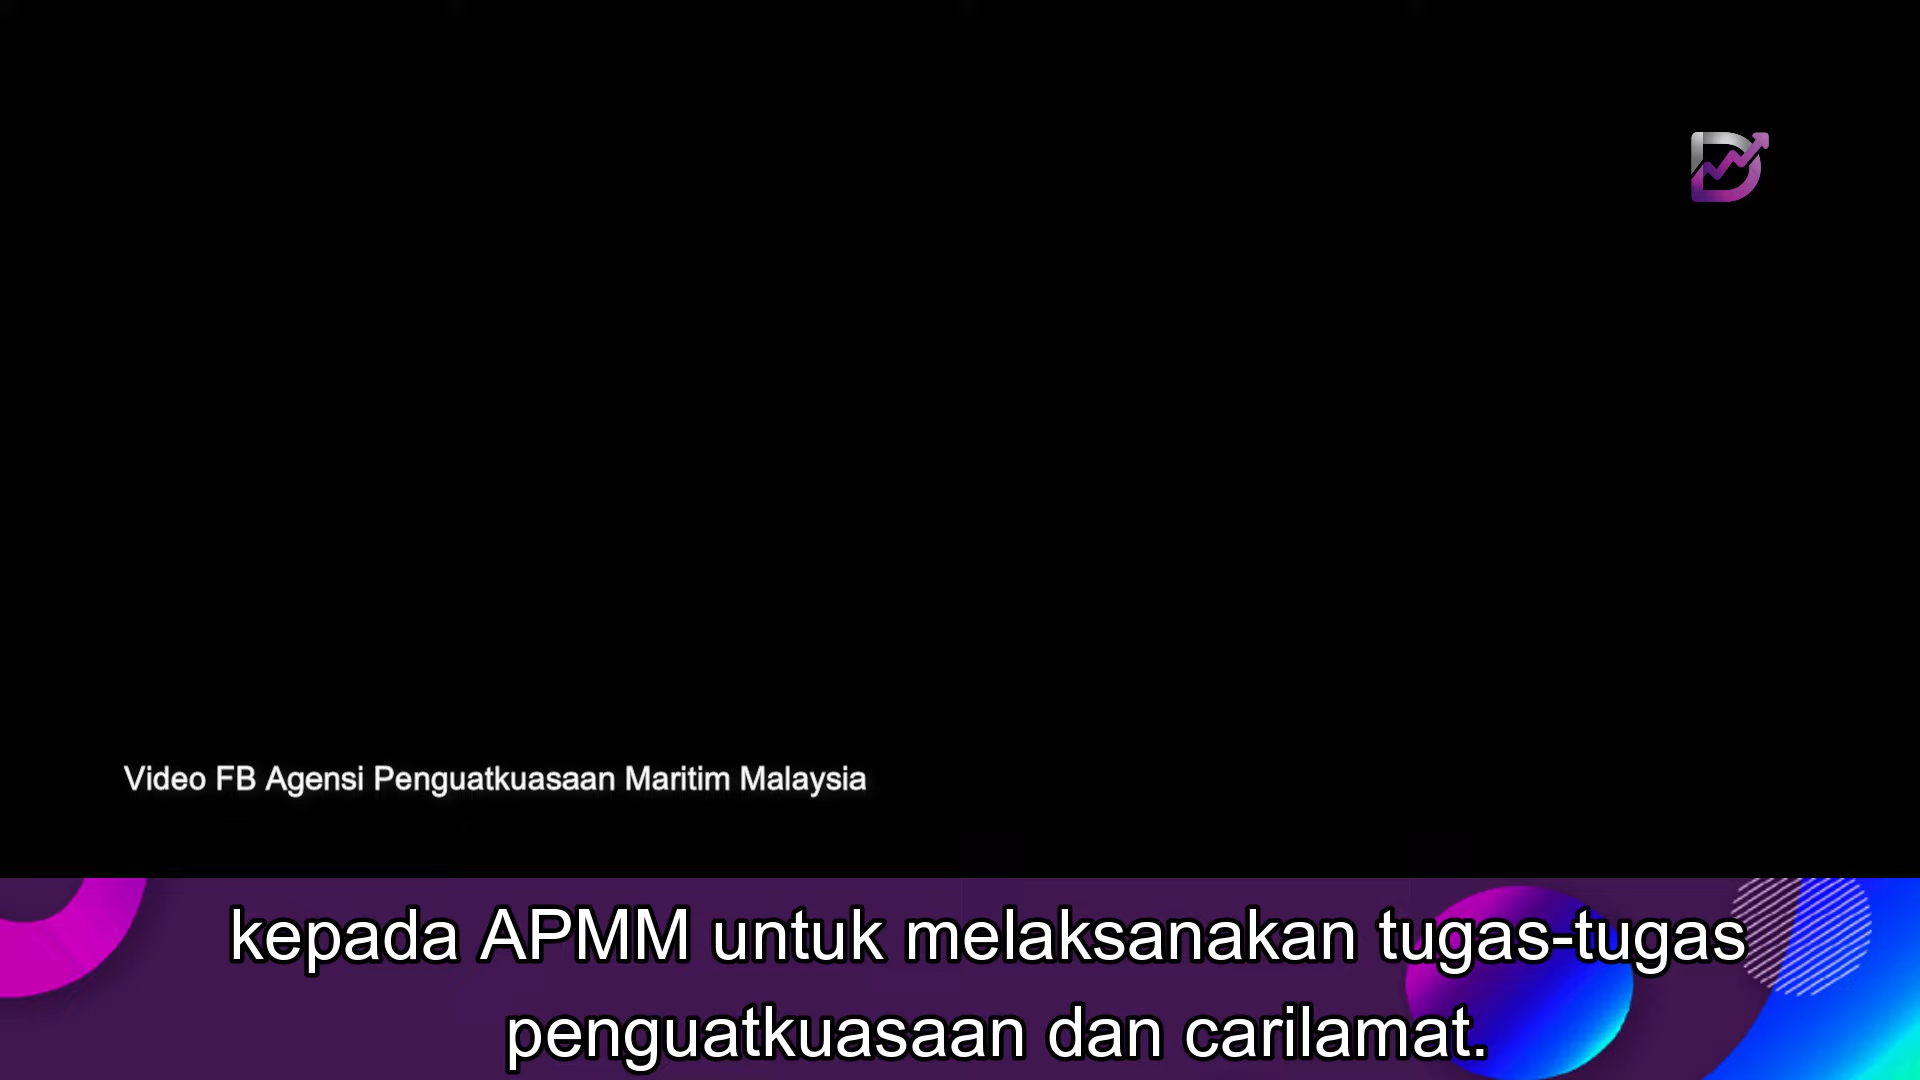 Video FB Agensi Penguatkuasaan Maritim Malaysia
kepada APMM untuk melaksanakan tugas-tugas
penguatkuasaan dan carilamat.